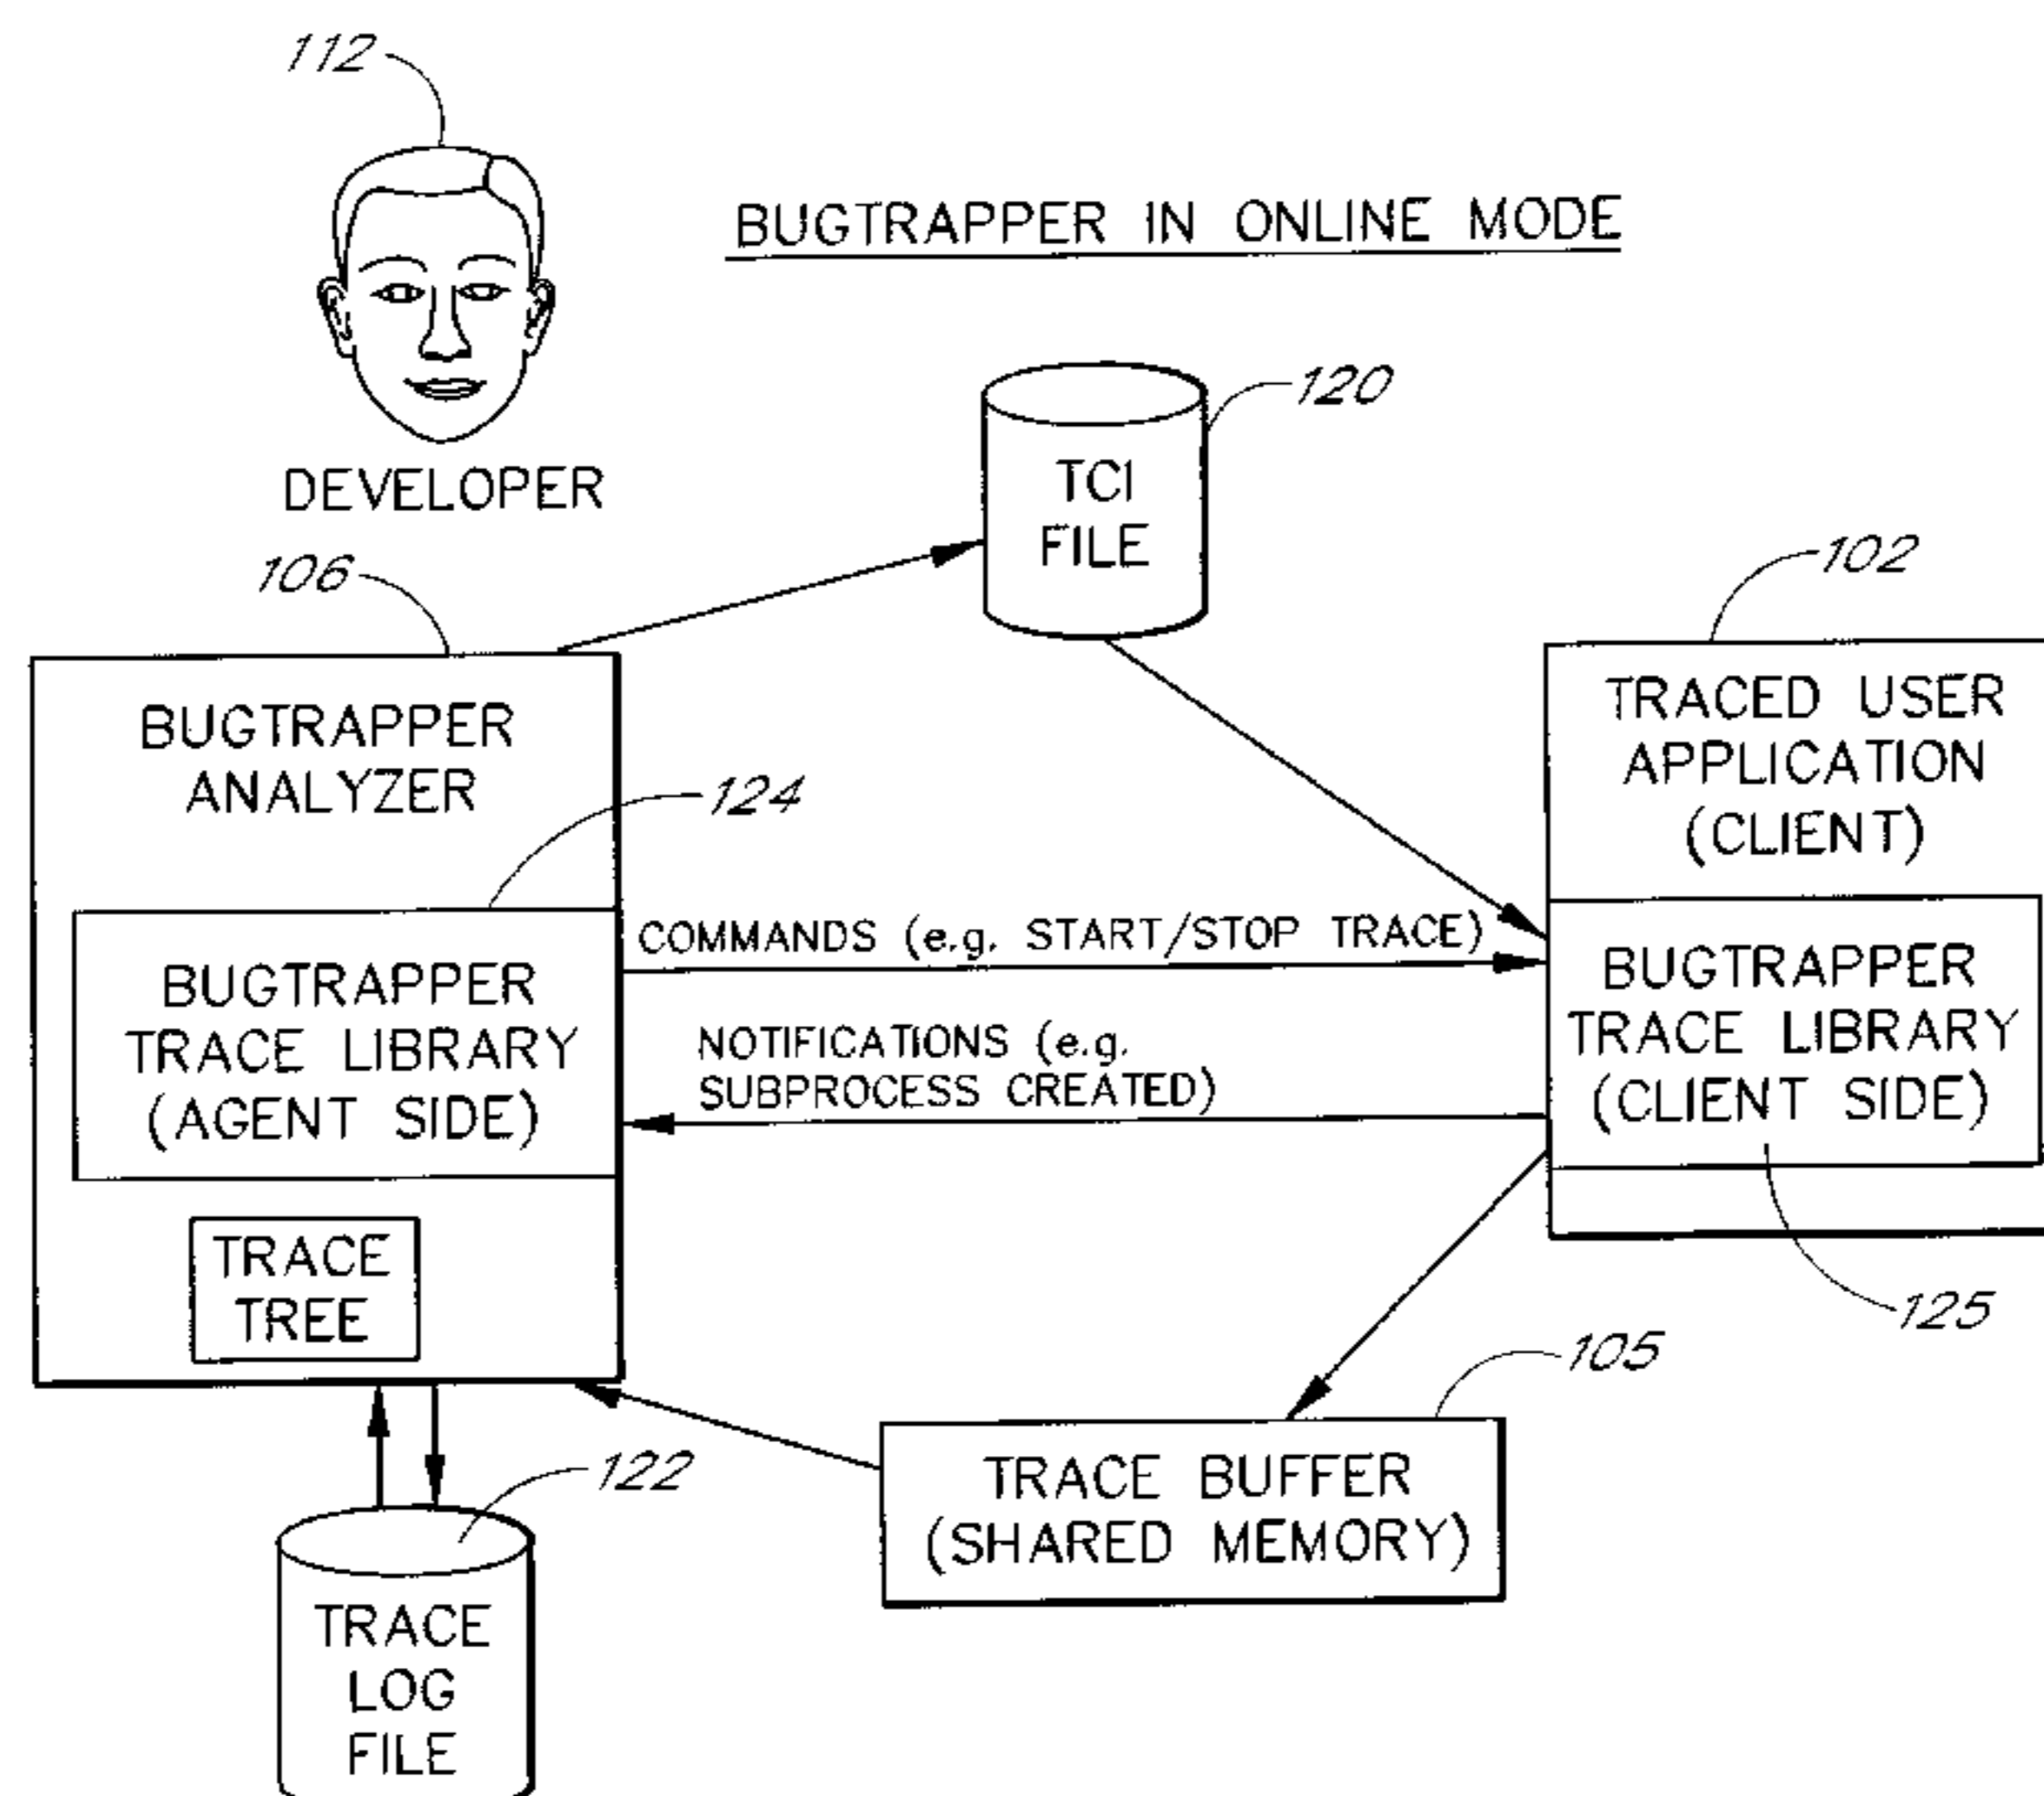 112
BUGTRAPPER IN ONLINE MODE
DEVELOPER
120
TCI
FILE
106
102
BUGTRAPPER
ANALYZER
124
TRACED USER
APPLICATION
(CLIENT)
COMMANDS (e.g. START/STOP TRACE)
BUGTRAPPER
TRACE LIBRARY
(AGENT SIDE)
NOTIFICATIONS (e.g.
SUBPROCESS CREATED)
BUGTRAPPER
TRACE LIBRARY
(CLIENT SIDE)
125
TRACE
TREE
105
TRACE BUFFER
(SHARED MEMORY)
122
TRACE
LOG
FILE